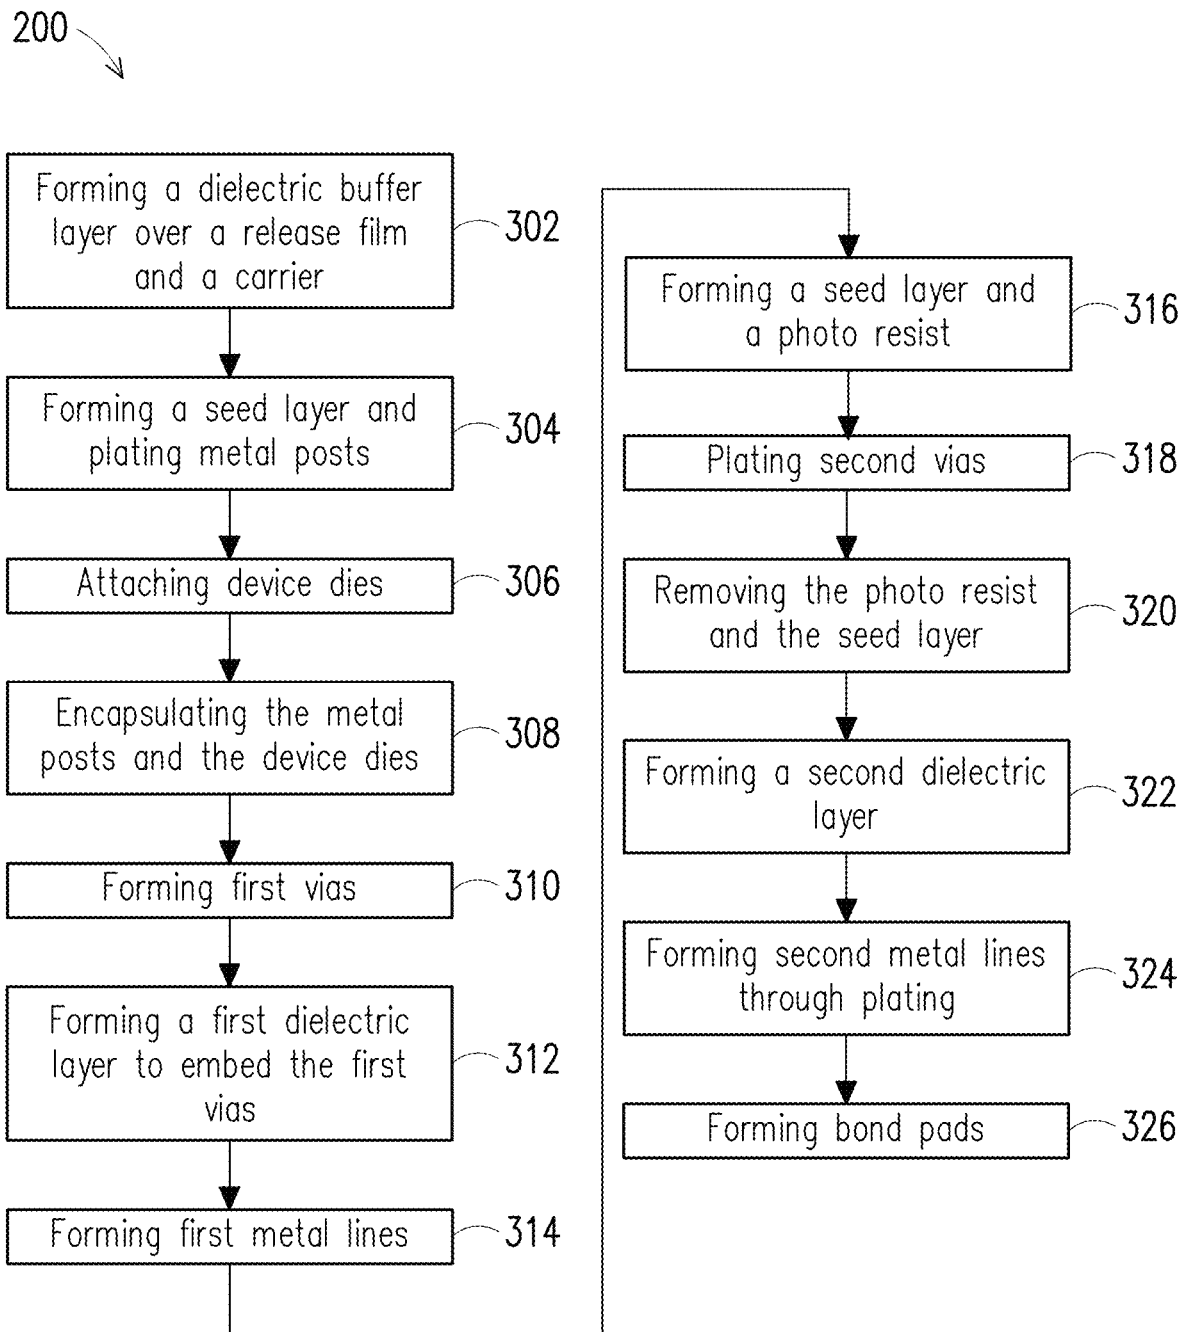 200
Forming a dielectric buffer
layer over a release film
and a carrier
302
Forming a seed layer and
plating metal posts
304
Attaching device dies
306
Encapsulating the metal
posts and the device dies
308
Forming first vias
310
Forming a first dielectric
layer to embed the first
vias
312
Forming first metal lines
314
Forming a seed layer and
a photo resist
316
Plating second vias
318
Removing the photo resist
and the seed layer
320
Forming a second dielectric
layer
322
Forming second metal lines
through plating
324
Forming bond pads
326